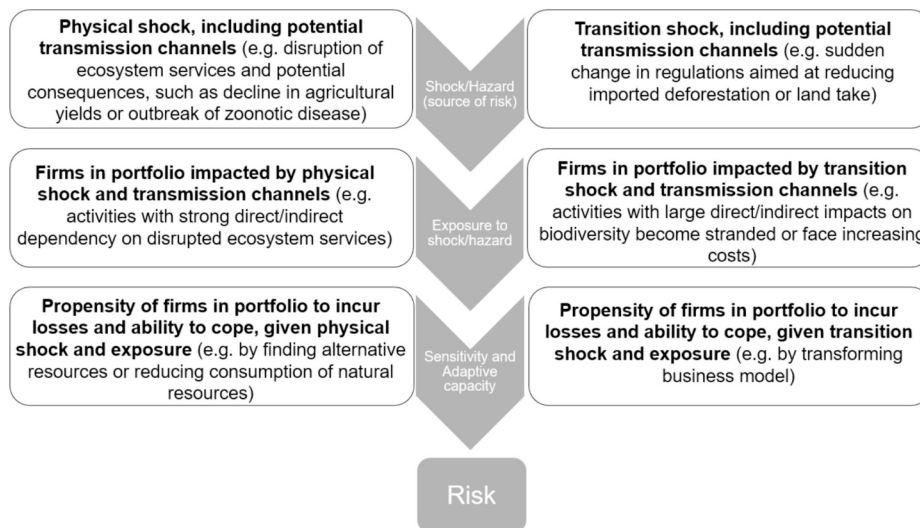 Physical shock, including potential
transmission channels (e.g. disruption of
ecosystem services and potential
consequences, such as decline in agricultural
yields or outbreak of zoonotic disease)
Shock/Hazard
(source of risk)
Transition shock, including potential
transmission channels (e.g. sudden
change in regulations aimed at reducing
imported deforestation or land take)
Firms in portfolio impacted by physical
shock and transmission channels (e.g.
activities with strong direct/indirect
dependency on disrupted ecosystem services)
Exposure to
shock/hazard
Firms in portfolio impacted by transition
shock and transmission channels (e.g.
activities with large direct/indirect impacts on
biodiversity become stranded or face increasing
costs)
Propensity of firms in portfolio to incur
losses and ability to cope, given physical
shock and exposure (e.g. by finding alternative
resources or reducing consumption of natural
resources)
Sensitivity and
Adaptive
capacity
Propensity of firms in portfolio to incur
losses and ability to cope, given transition
shock and exposure (e.g. by transforming
business model)
Risk